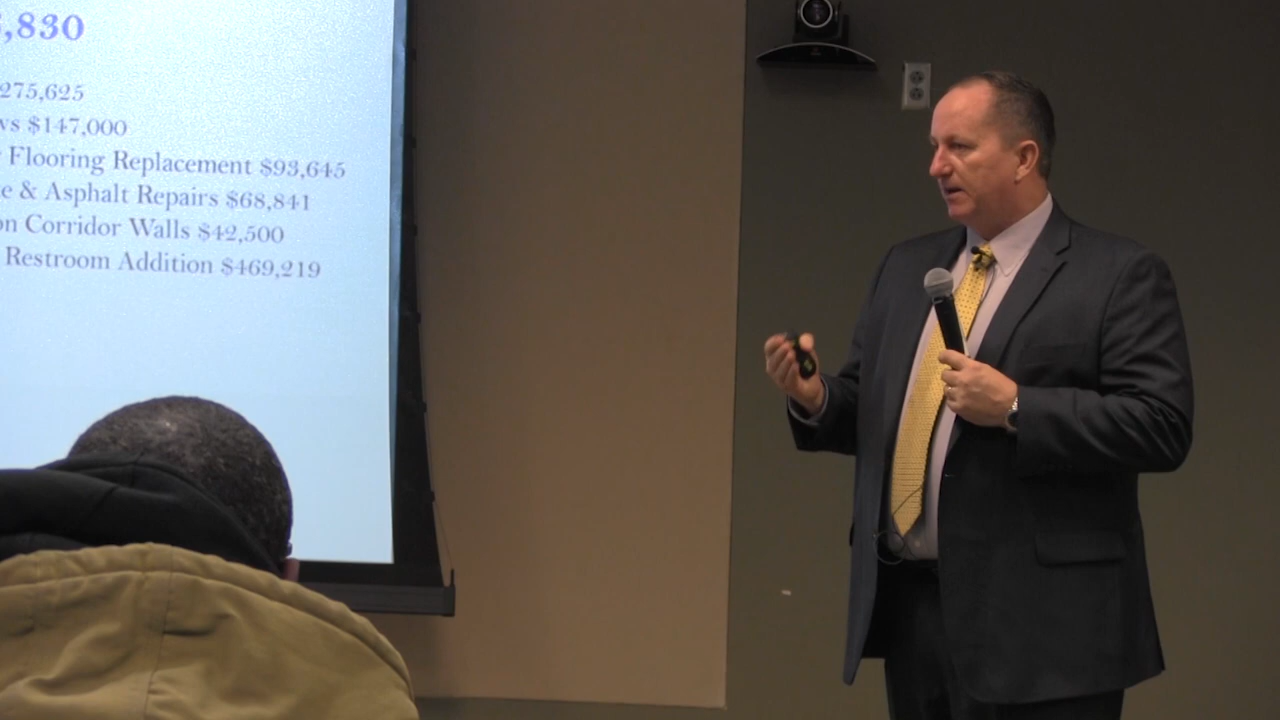 ,830
275,625
$147,000
Flooring Replacement $93,645
& Asphalt Repairs $68,841
Corridor Walls $42,500
Restroom Addition $469,219